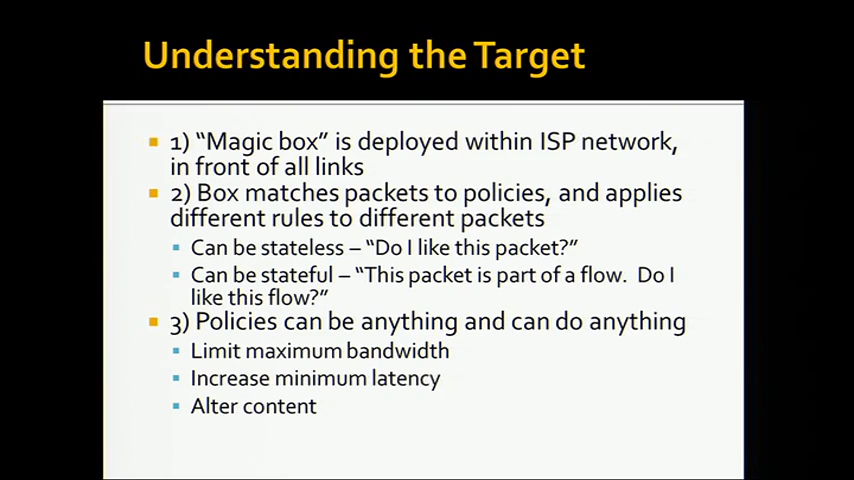 Understanding the Target
1) “Magic box” is deployed within ISP network,
in front of all links
2) Box matches packets to policies, and applies
different rules to different packets
Can be stateless – “Do I like this packet?”
Can be stateful – “This packet is part of a flow. Do I
like this flow?”
3) Policies can be anything and can do anything
Limit maximum bandwidth
Increase minimum latency
Alter content